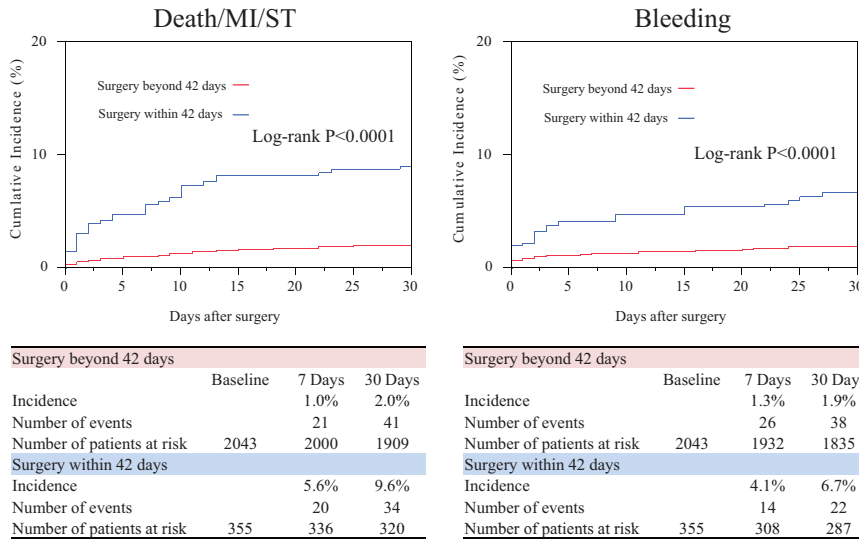 Death/MI/ST
20
10
0
Cumlative Incidence (%)
Surgery beyond 42 days
Surgery within 42 days
Log-rank P<0.0001
0 5 10 15 20 25 30
Days after surgery
Surgery beyond 42 days
Baseline 7 Days 30 Days
Incidence 1.0% 2.0%
Number of events 21 41
Number of patients at risk 2043 2000 1909
Surgery within 42 days
Incidence 5.6% 9.6%
Number of events 20 34
Number of patients at risk 355 336 320
Bleeding
20
10
0
Cumulative Incidence (%)
Surgery beyond 42 days
Surgery within 42 days
Log-rank P<0.0001
0 5 10 15 20 25 30
Days after surgery
Surgery beyond 42 days
Baseline 7 Days 30 Days
Incidence 1.3% 1.9%
Number of events 26 38
Number of patients at risk 2043 1932 1835
Surgery within 42 days
Incidence 4.1% 6.7%
Number of events 14 22
Number of patients at risk 355 308 287